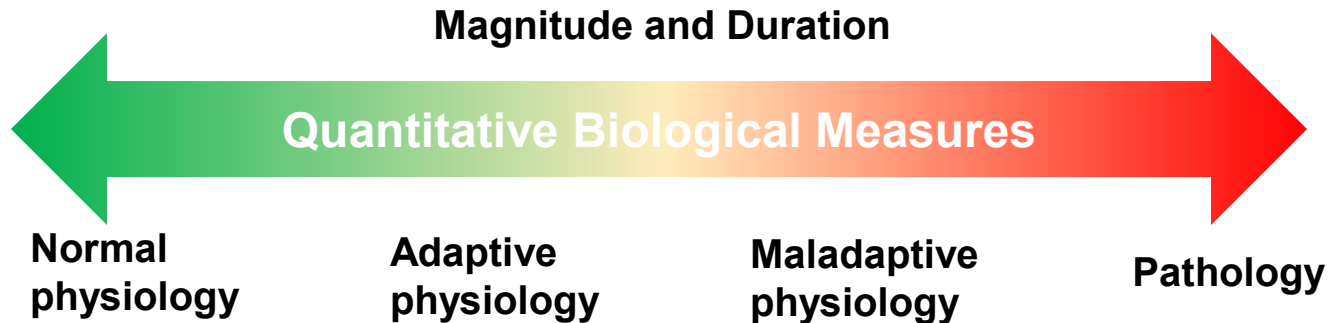 Magnitude and Duration
Quantitative Biological Measures
Normal
physiology
Adaptive
physiology
Maladaptive
physiology
Pathology